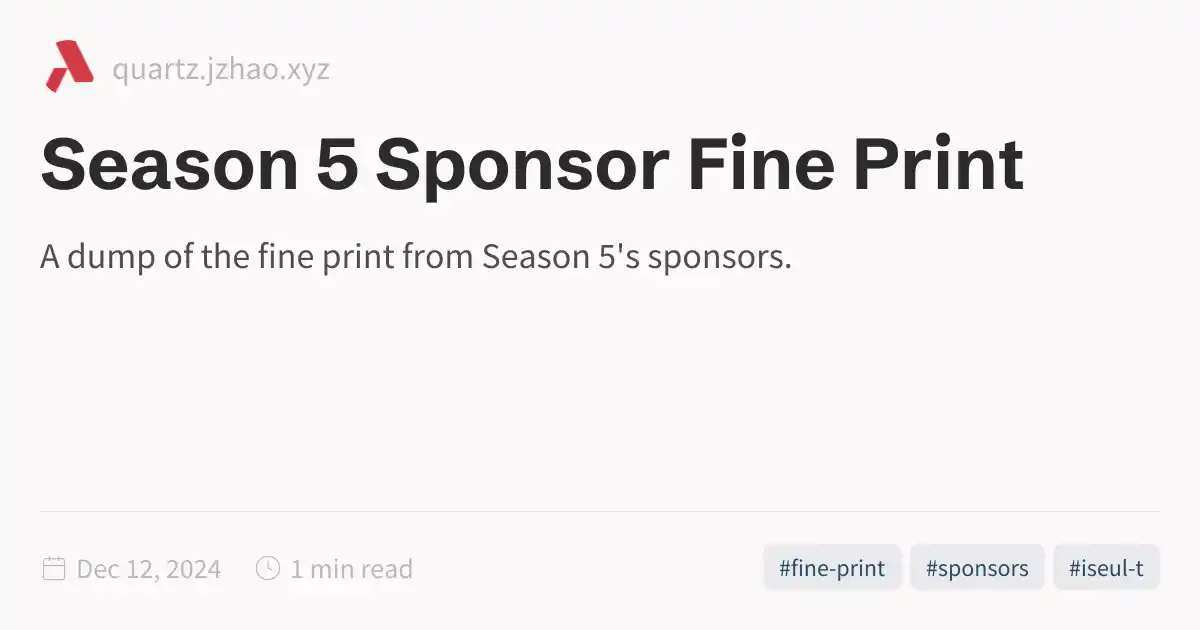 quartz.jzhao.xyz
Season 5 Sponsor Fine Print
A dump of the fine print from Season 5's sponsors.
Dec 12, 2024 1 min read #fine-print #sponsors #iseul-t